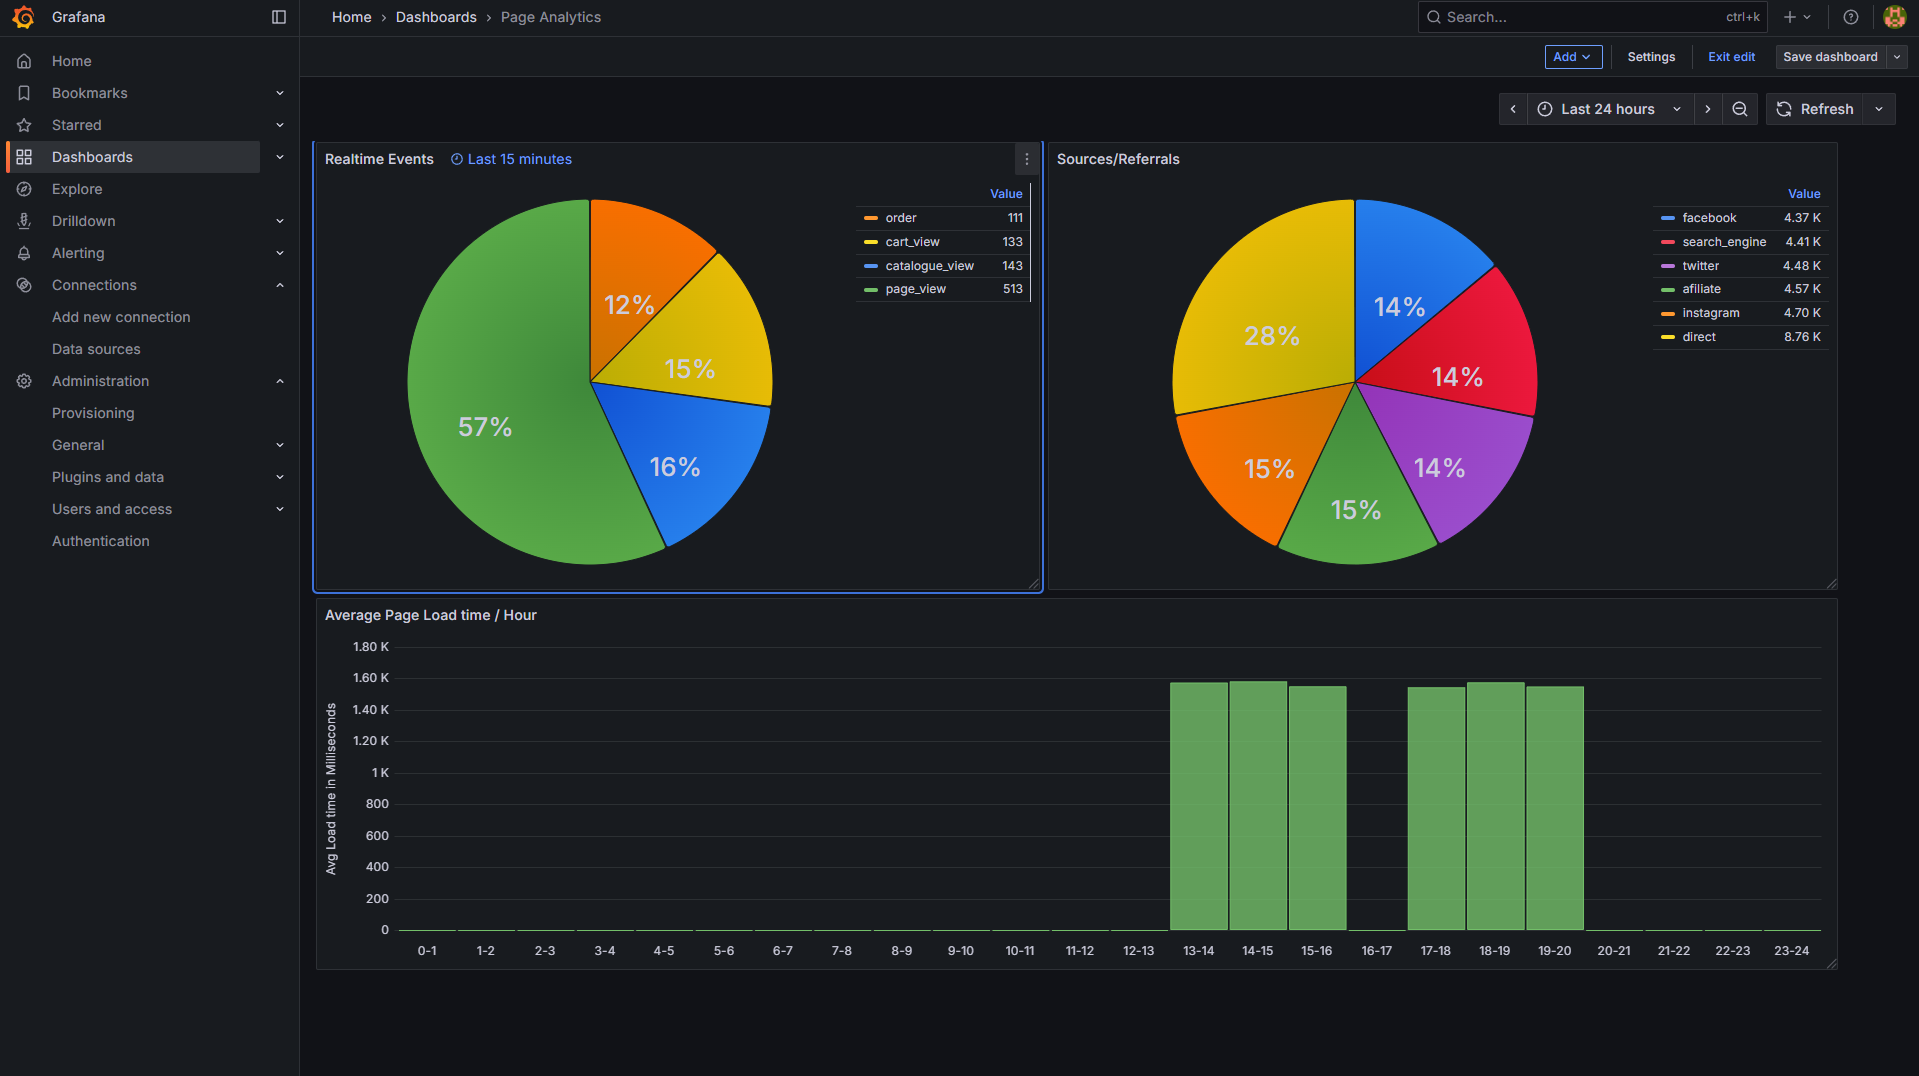 Grafana
Home
Bookmarks
Starred
Dashboards
Explore
Drilldown
Alerting
Connections
Add new connection
Data sources
Administration
Provisioning
General
Plugins and data
Users and access
Authentication
Home › Dashboards › Page Analytics
Search... ctrl+k
Add Settings Exit edit Save dashboard
Last 24 hours Refresh
Realtime Events Last 15 minutes
Value
order 111
cart_view 133
catalogue_view 143
page_view 513
12%
15%
16%
57%
Sources/Referrals
Value
facebook 4.37 K
search_engine 4.41 K
twitter 4.48 K
afiliate 4.57 K
instagram 4.70 K
direct 8.76 K
14%
14%
14%
15%
15%
28%
Average Page Load time / Hour
Avg Load time in Milliseconds
1.80 K
1.60 K
1.40 K
1.20 K
1 K
800
600
400
200
0
0-1 1-2 2-3 3-4 4-5 5-6 6-7 7-8 8-9 9-10 10-11 11-12 12-13 13-14 14-15 15-16 16-17 17-18 18-19 19-20 20-21 21-22 22-23 23-24